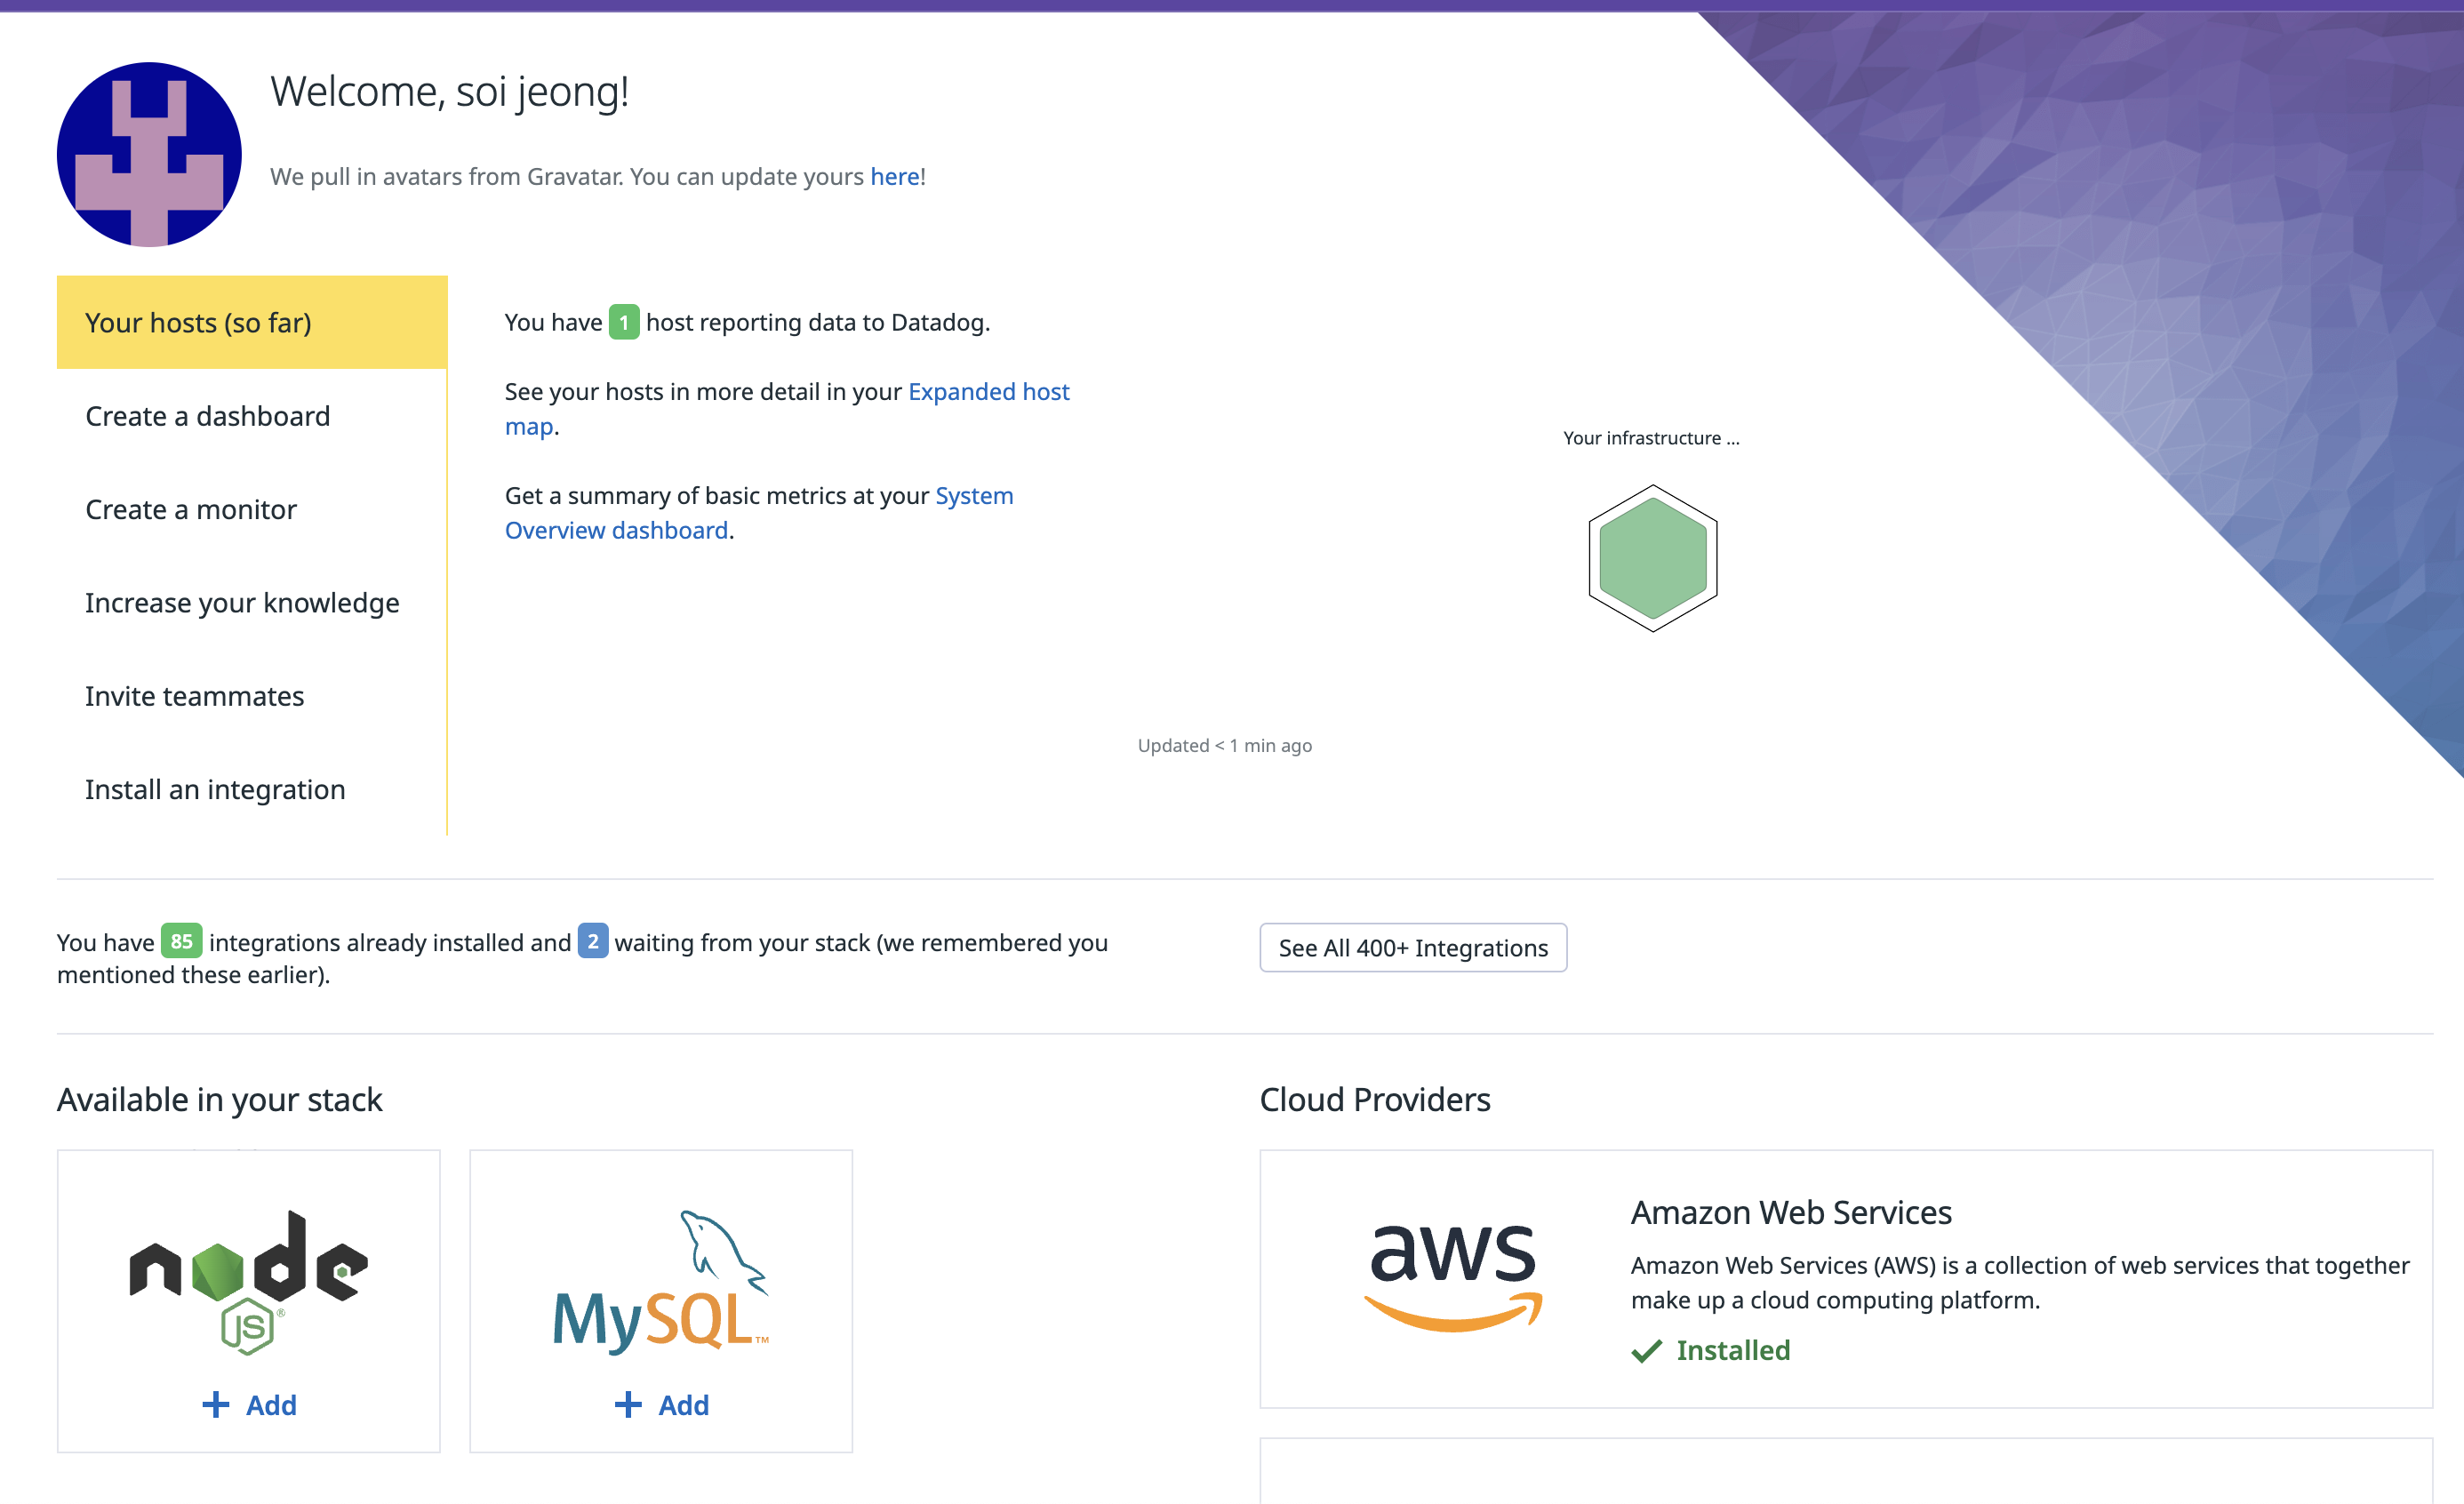 Welcome, soi jeong!
We pull in avatars from Gravatar. You can update yours here!
Your hosts (so far)
Create a dashboard
Create a monitor
Increase your knowledge
Invite teammates
Install an integration
You have 1 host reporting data to Datadog.
See your hosts in more detail in your Expanded host
map.
Get a summary of basic metrics at your System
Overview dashboard.
Your infrastructure ...
Updated < 1 min ago
You have 85 integrations already installed and 2 waiting from your stack (we remembered you
mentioned these earlier).
See All 400+ Integrations
Available in your stack
node
JS®
+ Add
MySQL™
+ Add
Cloud Providers
aws
Amazon Web Services
Amazon Web Services (AWS) is a collection of web services that together
make up a cloud computing platform.
Installed